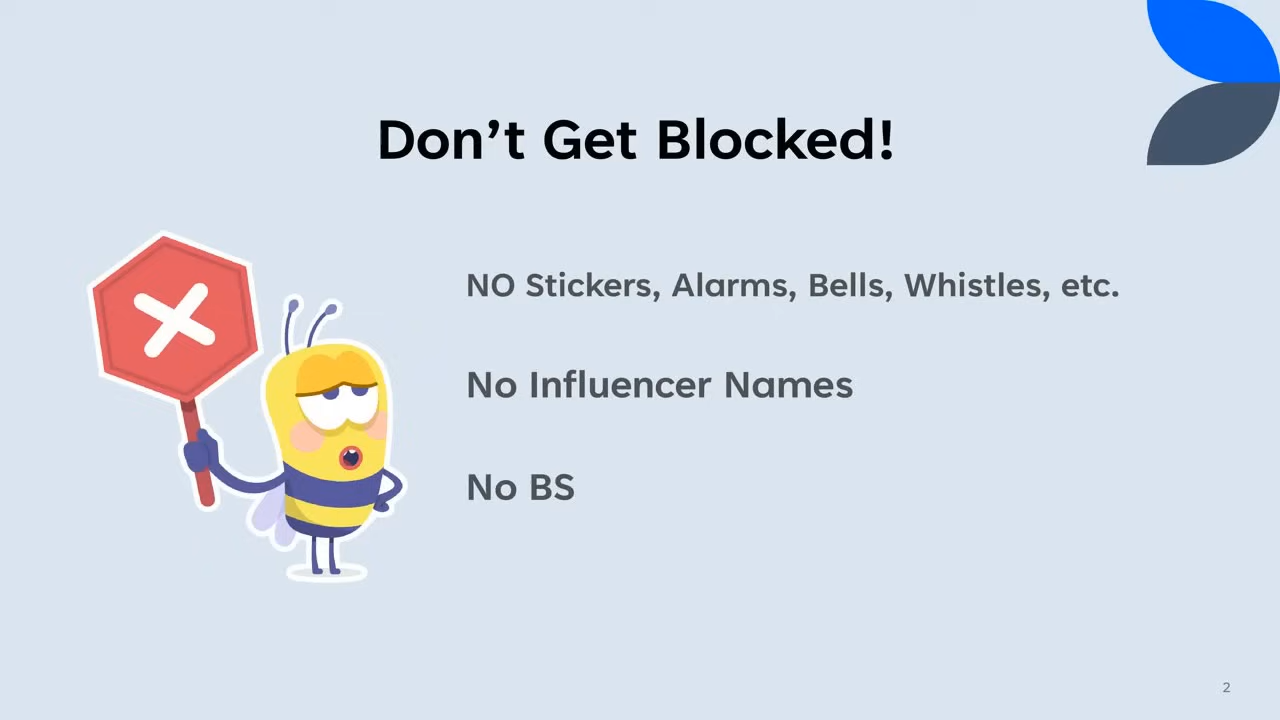 Don’t Get Blocked!
NO Stickers, Alarms, Bells, Whistles, etc.
No Influencer Names
No BS
2